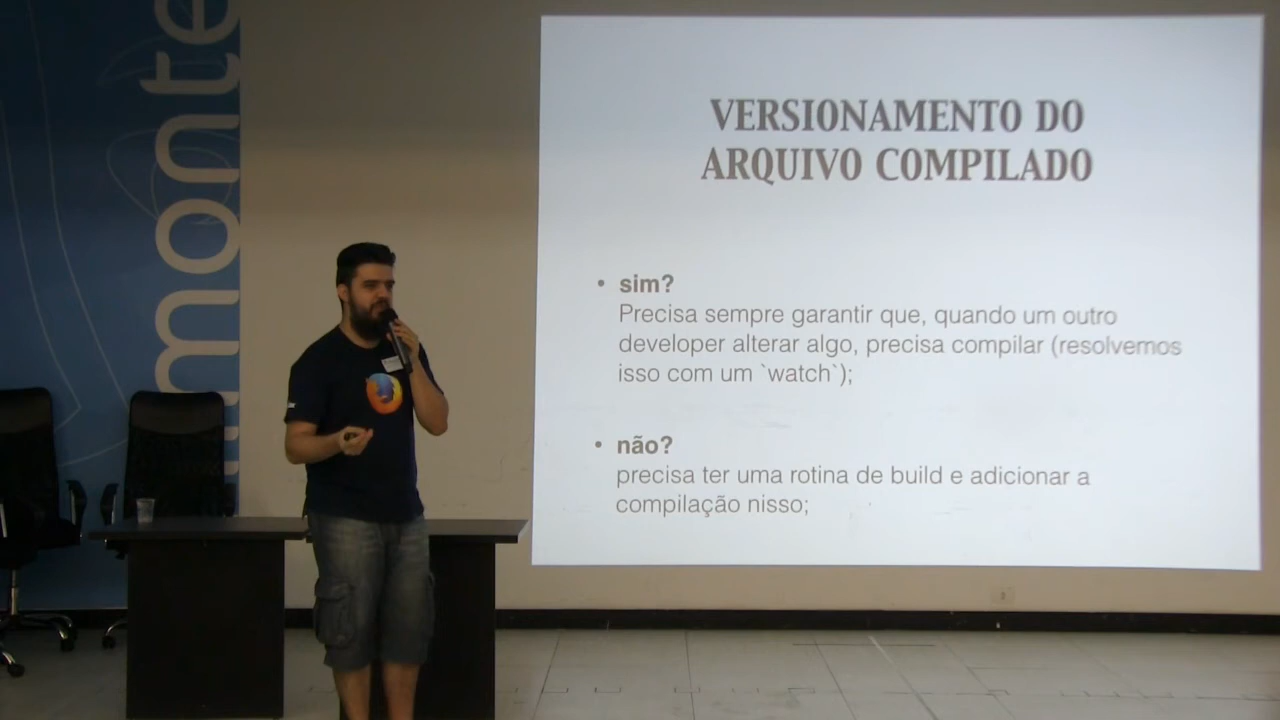 VERSIONAMENTO DO
ARQUIVO COMPILADO
• sim?
Precisa sempre garantir que, quando um outro
developer alterar algo, precisa compilar (resolvemos
isso com um `watch`);
• não?
precisa ter uma rotina de build e adicionar a
compilação nisso;
monte